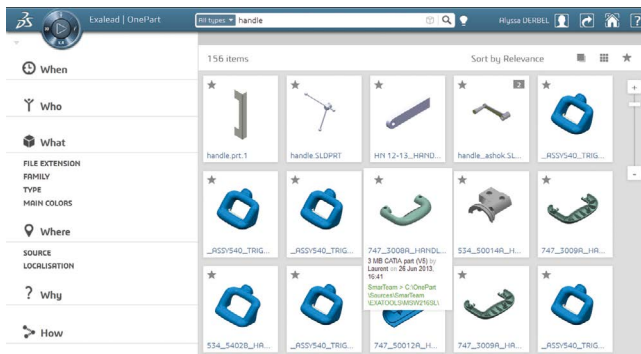 Exalead | OnePart
All types
handle
Alyssa DERBEL
?
156 items
Sort by Relevance
When
Who
What
FILE EXTENSION
FAMILY
TYPE
MAIN COLORS
Where
SOURCE
LOCALISATION
? Why
How
handle.prt.1
handle.SLDPRT
HN 12-13_HAND...
handle_ashok.SL...
_ASSY540_TRIG...
_ASSY540_TRIG...
_ASSY540_TRIG...
747_3008A_HANDL...
534_50014A_H...
747_3009A_HA...
3 MB CATIA part (V5) by
Laurent on 26 Jun 2013,
16:41
SmarTeam > C:\OnePart
\Sources\SmarTeam
534_54028_HA...
_ASSY540_TRIG...
747_50012A_H...
747_3009A_HA...
_ASSY540_TRIG...